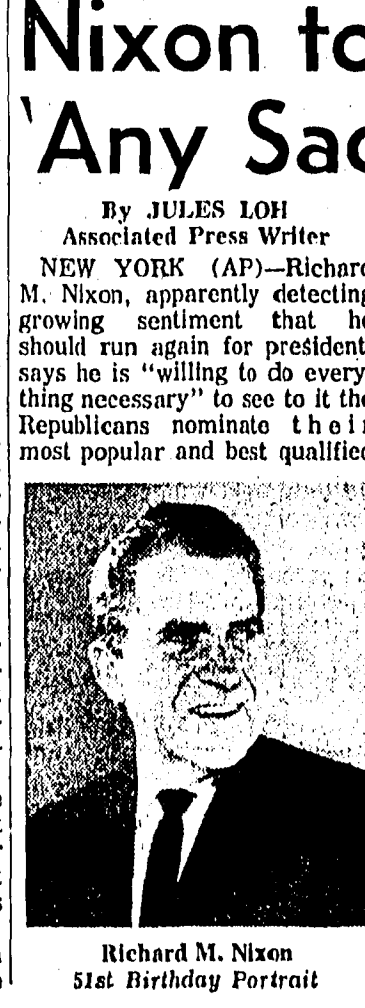 Nixon to
'Any Sac
By JULES LOH
Associated Press Writer
NEW YORK (AP)—Richard
M. Nixon, apparently detecting
growing sentiment that he
should run again for president,
says he is "willing to do every-
thing necessary" to see to it the
Republicans nominate their
most popular and best qualified
Richard M. Nixon
51st Birthday Portrait